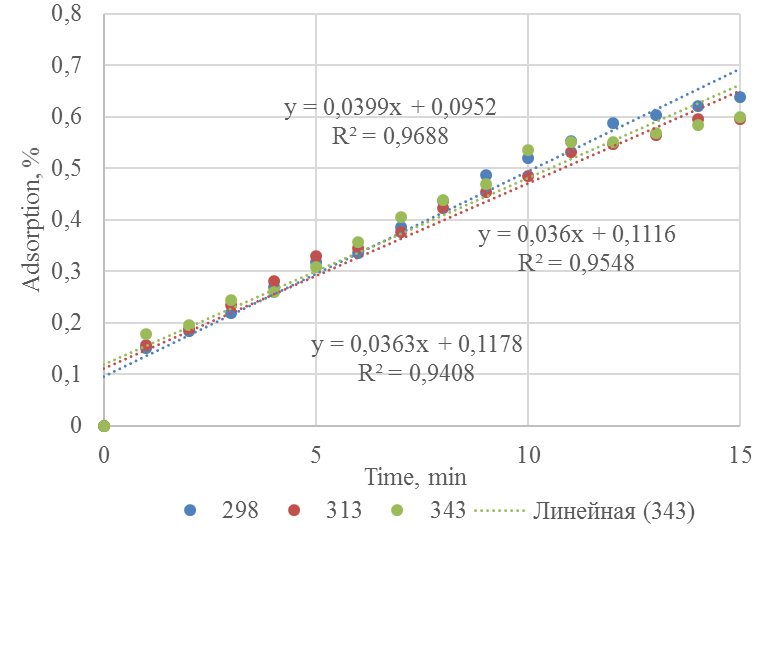 0,8
0,7
0,6
0,5
0,4
0,3
0,2
0,1
0
Adsorption, %
y = 0,0399x + 0,0952
R² = 0,9688
y = 0,036x + 0,1116
R² = 0,9548
y = 0,0363x + 0,1178
R² = 0,9408
0 5 10 15
Time, min
298 313 343 Линейная (343)